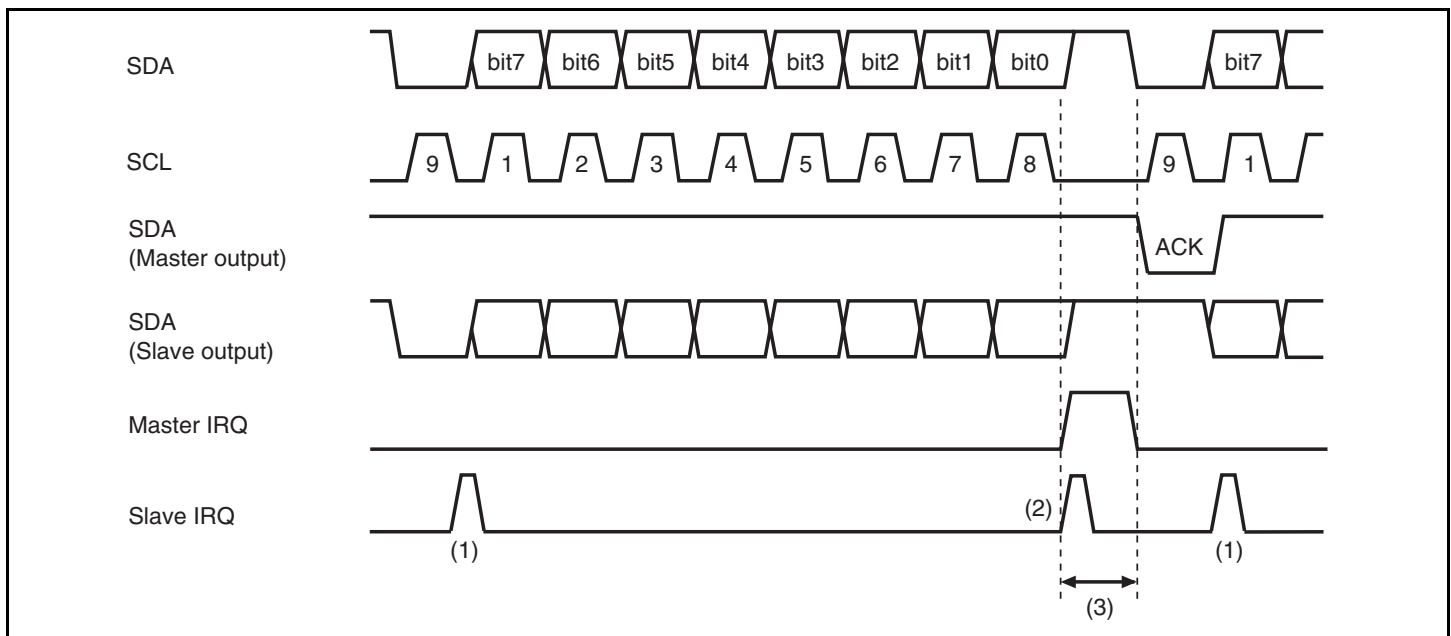 SDA
bit7 bit6 bit5 bit4 bit3 bit2 bit1 bit0 bit7
SCL
9 1 2 3 4 5 6 7 8 9 1
SDA
(Master output)
ACK
SDA
(Slave output)
Master IRQ
Slave IRQ
(2)
(1) (1)
(3)